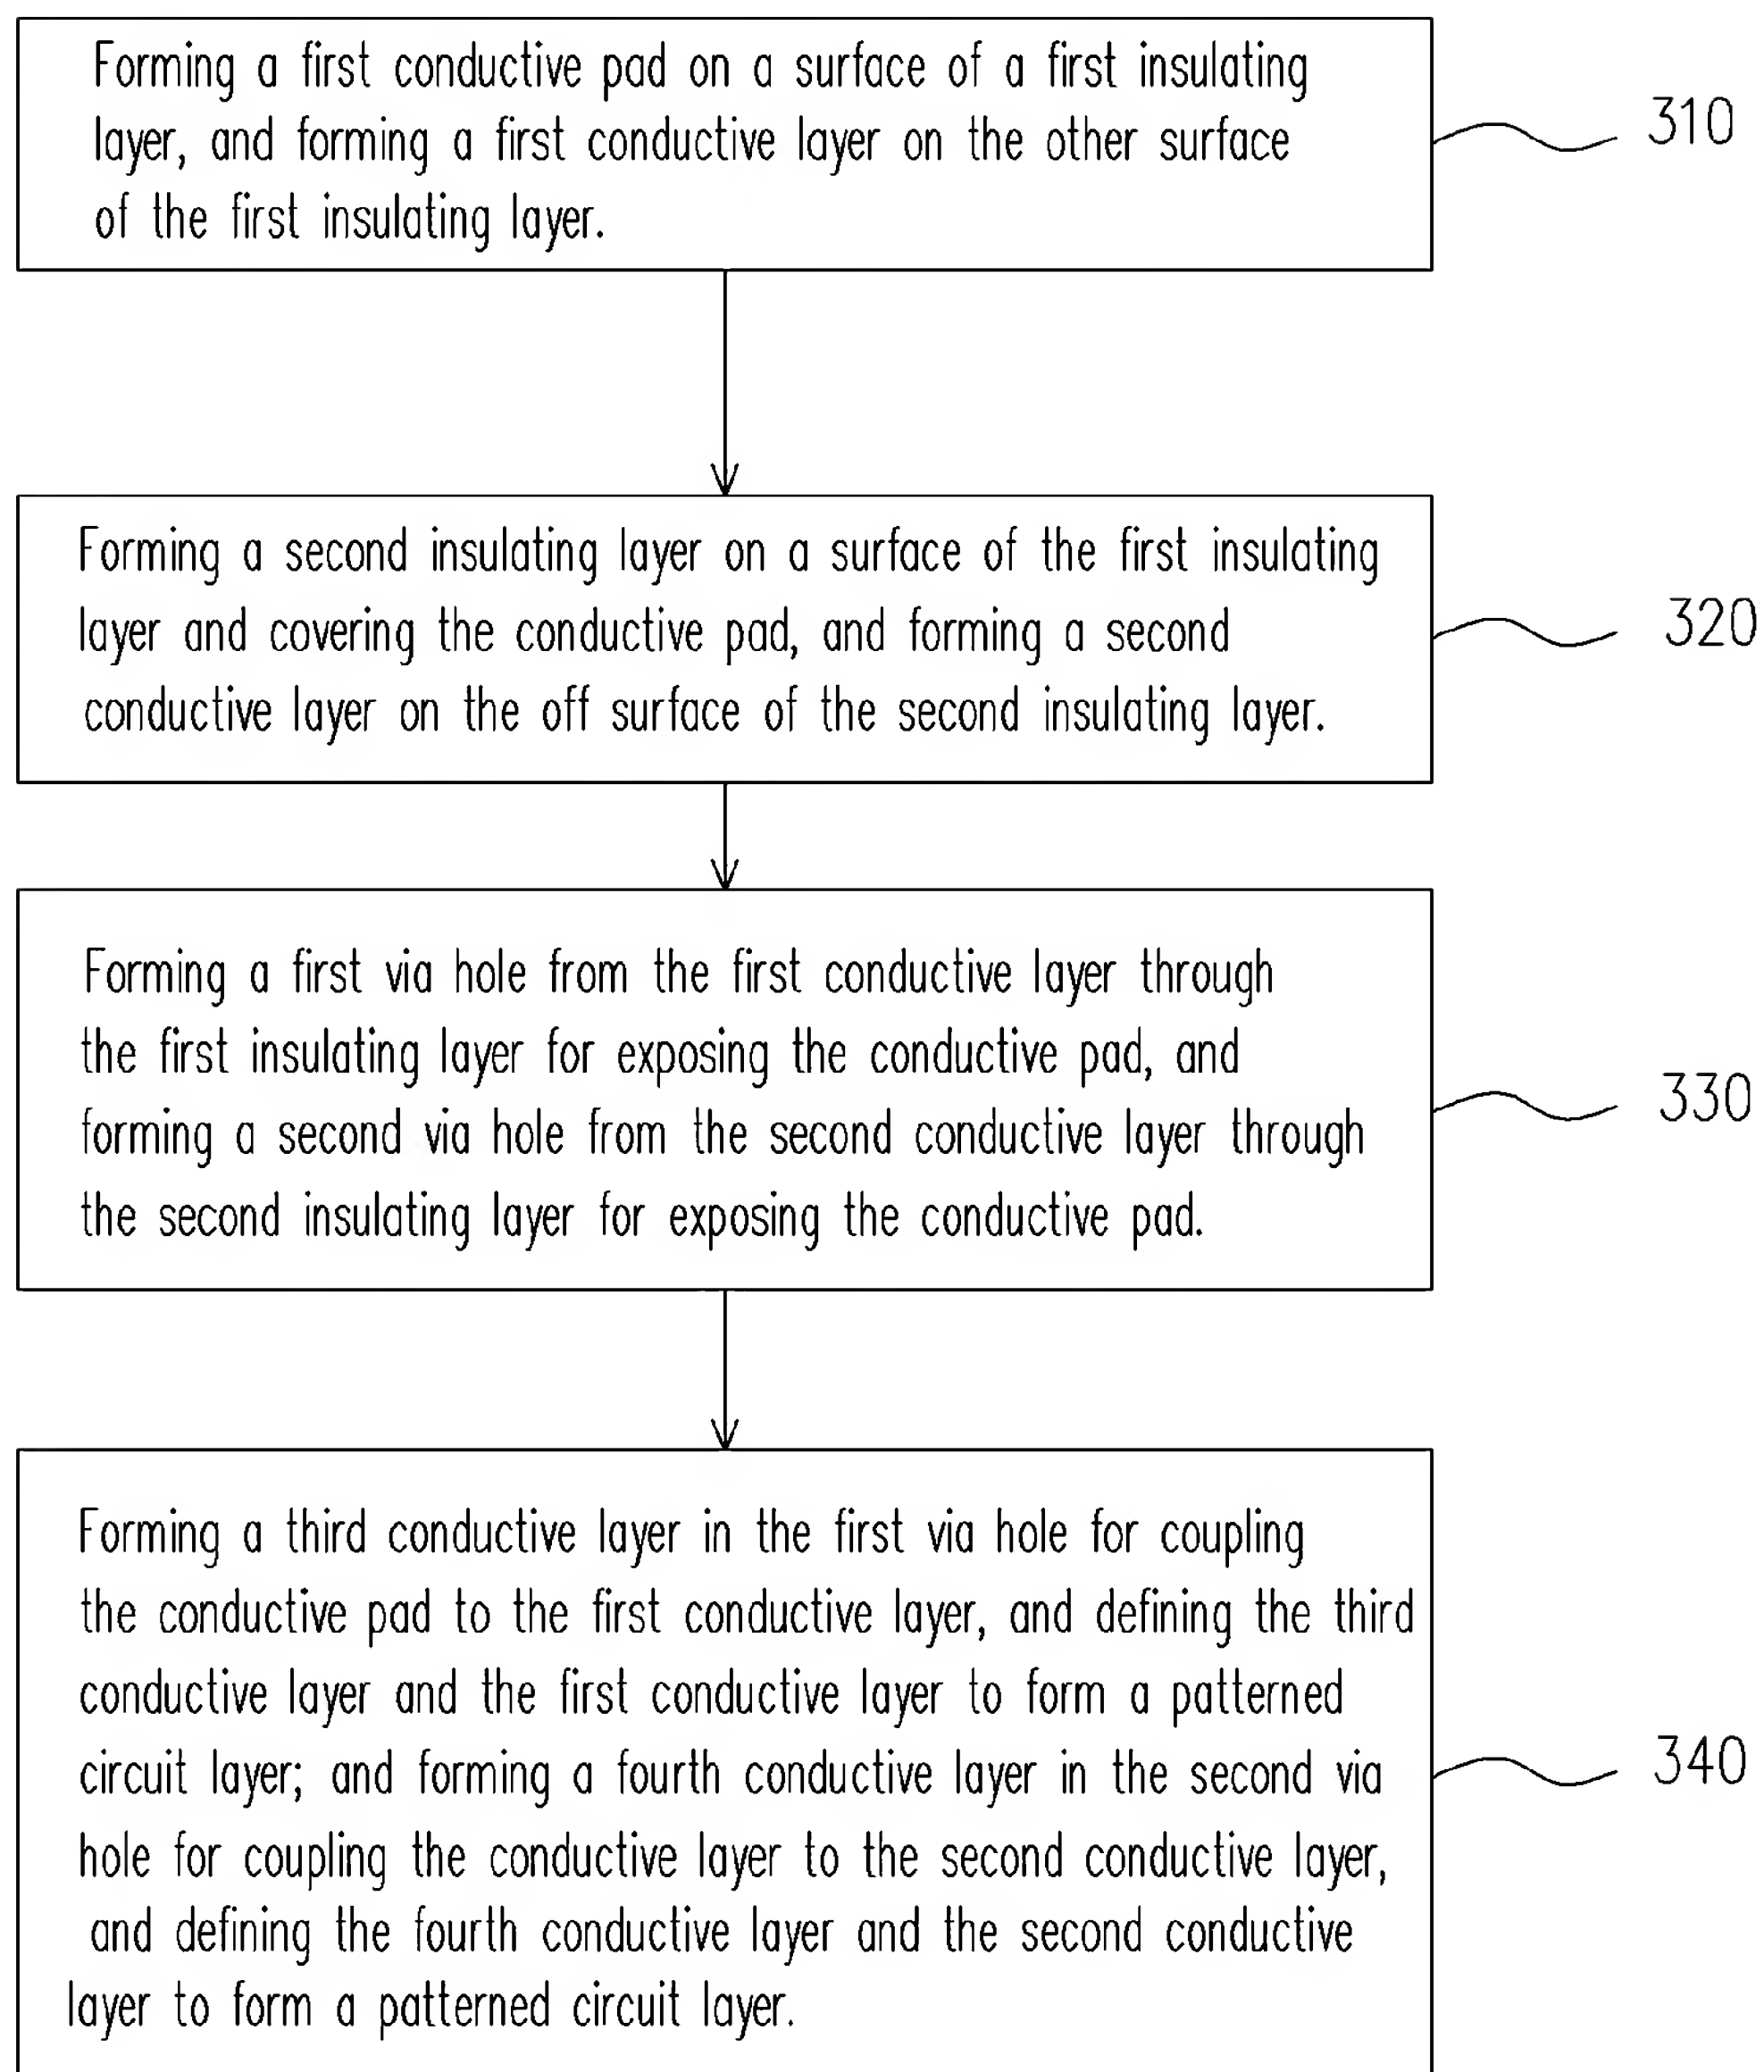 Forming a first conductive pad on a surface of a first insulating
layer, and forming a first conductive layer on the other surface
of the first insulating layer.
310
Forming a second insulating layer on a surface of the first insulating
layer and covering the conductive pad, and forming a second
conductive layer on the off surface of the second insulating layer.
320
Forming a first via hole from the first conductive layer through
the first insulating layer for exposing the conductive pad, and
forming a second via hole from the second conductive layer through
the second insulating layer for exposing the conductive pad.
330
Forming a third conductive layer in the first via hole for coupling
the conductive pad to the first conductive layer, and defining the third
conductive layer and the first conductive layer to form a patterned
circuit layer; and forming a fourth conductive layer in the second via
hole for coupling the conductive layer to the second conductive layer,
and defining the fourth conductive layer and the second conductive
layer to form a patterned circuit layer.
340